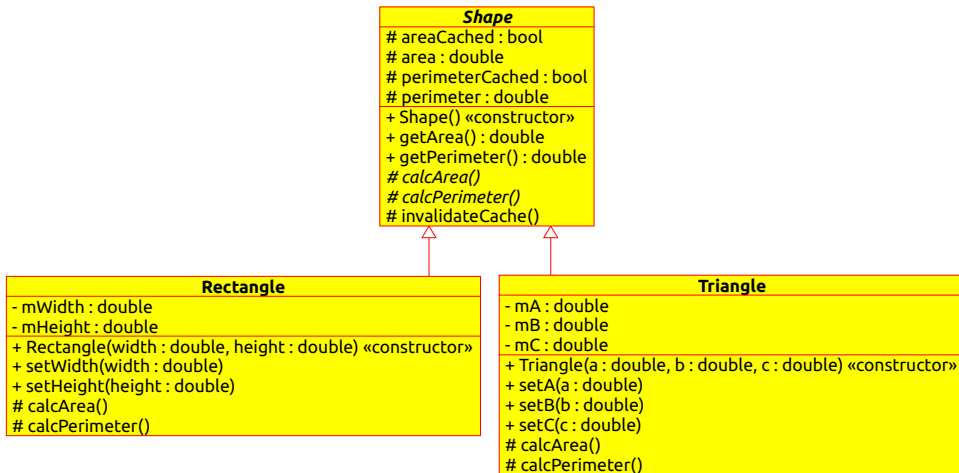 Shape
# areaCached : bool
# area : double
# perimeterCached : bool
# perimeter : double
+ Shape() «constructor»
+ getArea() : double
+ getPerimeter() : double
# calcArea()
# calcPerimeter()
# invalidateCache()
Rectangle
- mWidth : double
- mHeight : double
+ Rectangle(width : double, height : double) «constructor»
+ setWidth(width : double)
+ setHeight(height : double)
# calcArea()
# calcPerimeter()
Triangle
- mA : double
- mB : double
- mC : double
+ Triangle(a : double, b : double, c : double) «constructor»
+ setA(a : double)
+ setB(b : double)
+ setC(c : double)
# calcArea()
# calcPerimeter()